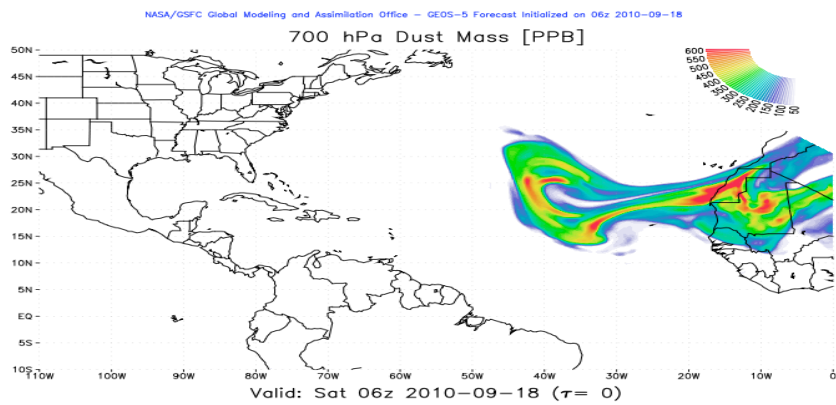 NASA/GSFC Global Modeling and Assimilation Office - GEOS-5 Forecast Initialized on 06z 2010-09-18
700 hPa Dust Mass [PPB]
600
550
500
450
400
350
300
250
200
150
100
50
50N
45N
40N
35N
30N
25N
20N
15N
10N
5N
EQ
5S
10S
110W 100W 90W 80W 70W 60W 50W 40W 30W 20W 10W 0
Valid: Sat 06z 2010-09-18 (τ= 0)